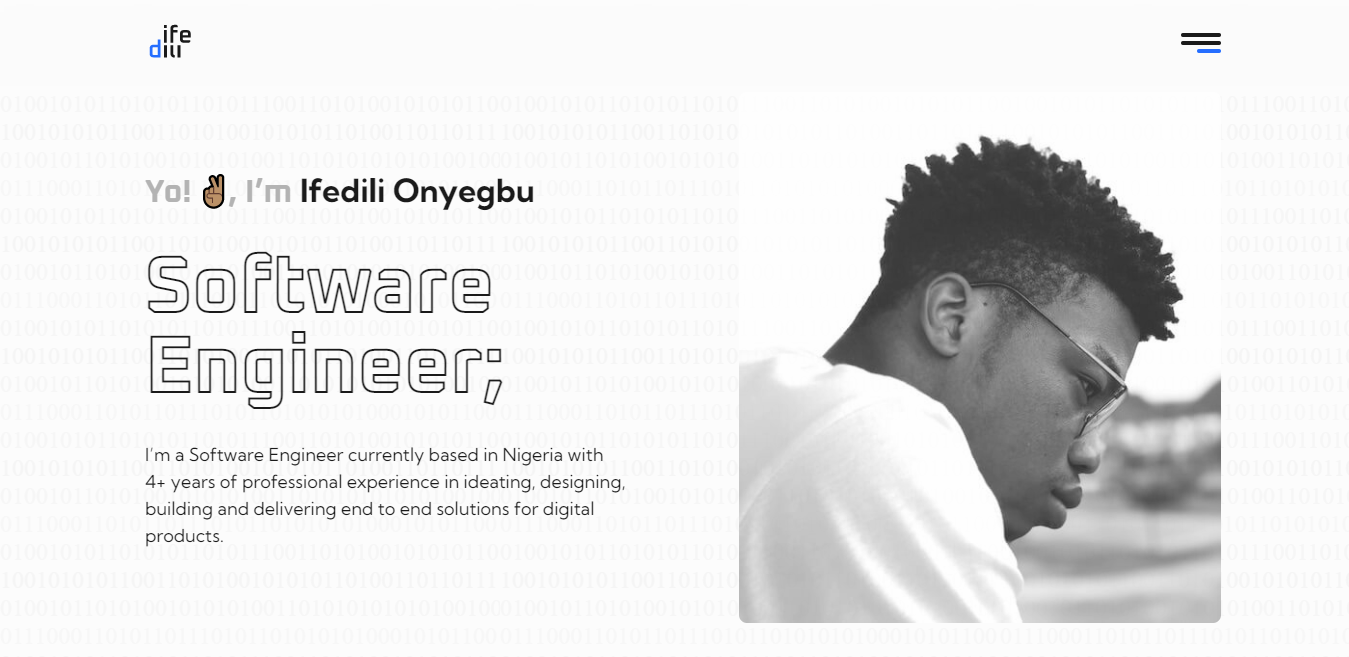 ife
dili
Yo! ✌🏽, I’m Ifedili Onyegbu
Software
Engineer;
I’m a Software Engineer currently based in Nigeria with
4+ years of professional experience in ideating, designing,
building and delivering end to end solutions for digital
products.